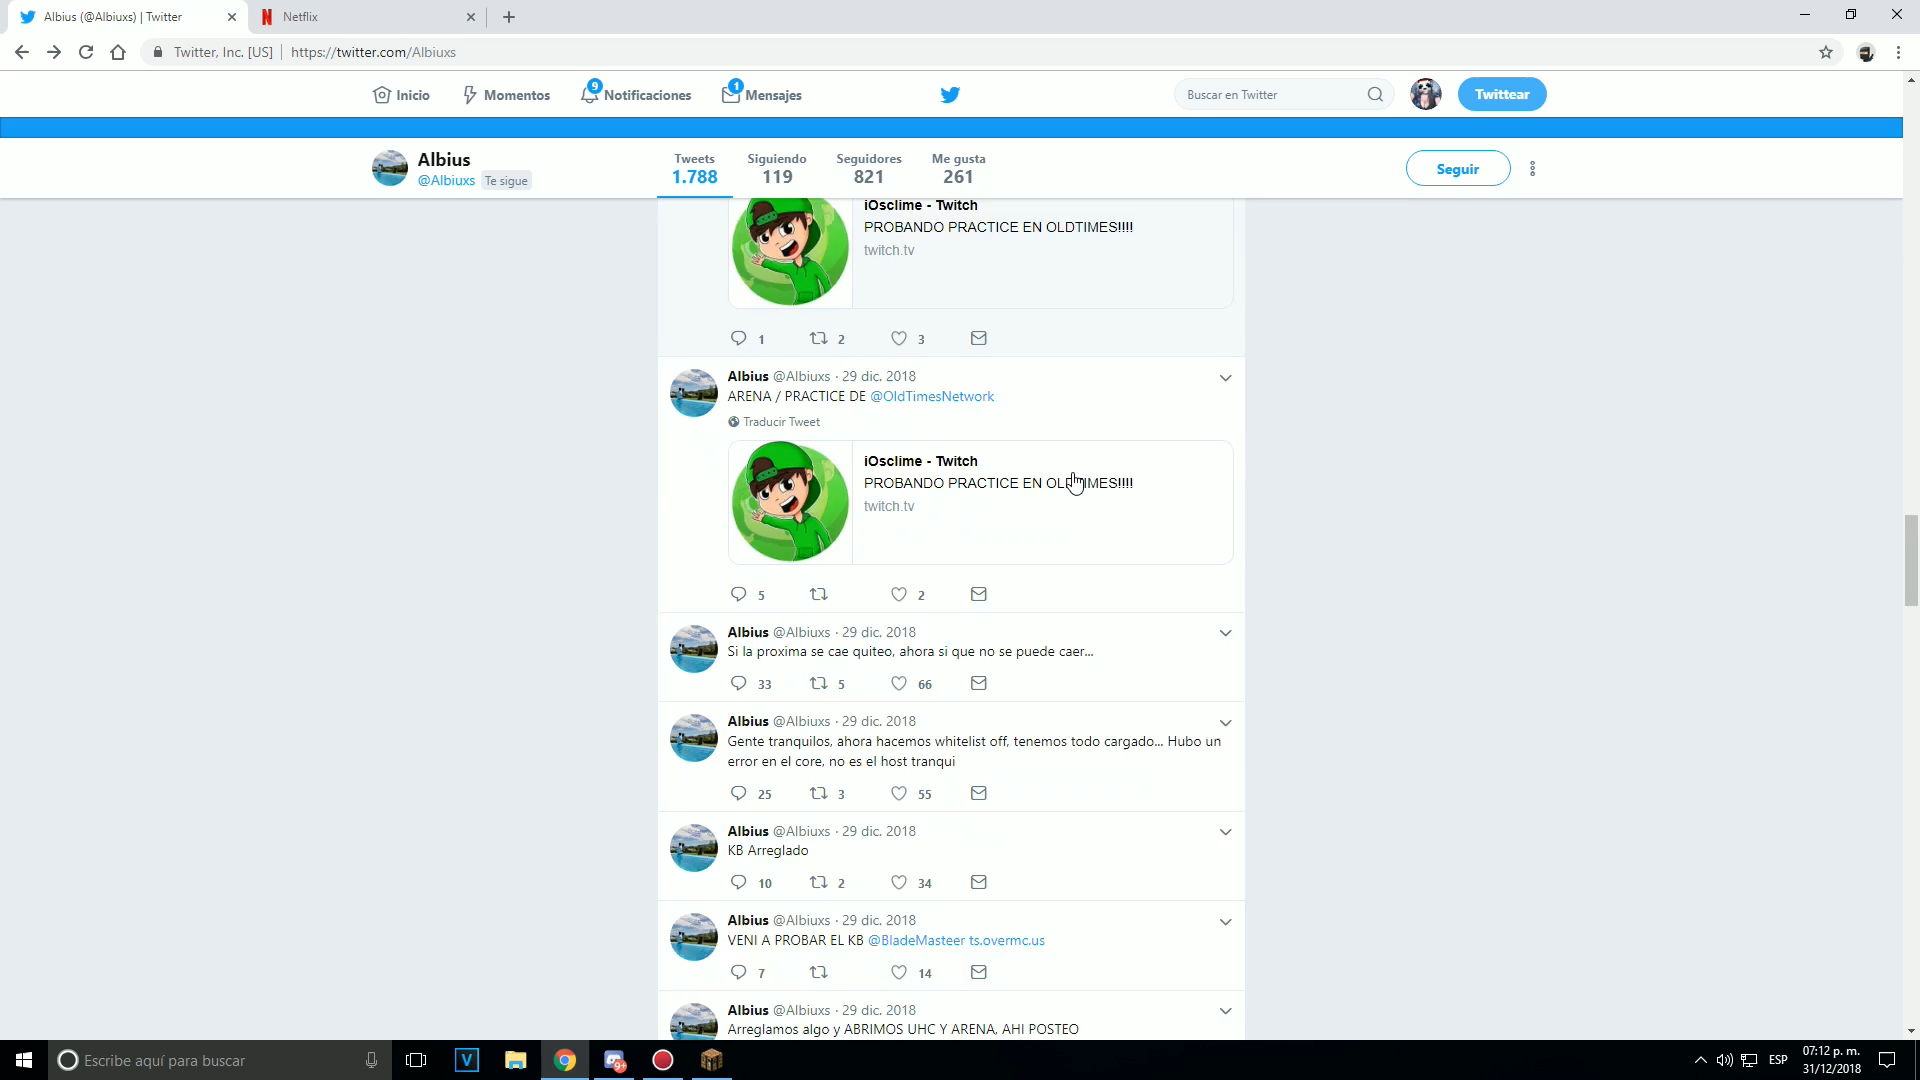 Albius (@Albiuxs) | Twitter
Netflix
Twitter, Inc. [US]
https://twitter.com/Albiuxs
Inicio
Momentos
9
Notificaciones
1
Mensajes
Buscar en Twitter
Twittear
Albius
@Albiuxs Te sigue
Tweets
1.788
Siguiendo
119
Seguidores
821
Me gusta
261
Seguir
iOsclime - Twitch
PROBANDO PRACTICE EN OLDTIMES!!!!
twitch.tv
1 2 3
Albius @Albiuxs · 29 dic. 2018
ARENA / PRACTICE DE @OldTimesNetwork
Traducir Tweet
iOsclime - Twitch
PROBANDO PRACTICE EN OLDTIMES!!!!
twitch.tv
5 2
Albius @Albiuxs · 29 dic. 2018
Si la proxima se cae quiteo, ahora si que no se puede caer...
33 5 66
Albius @Albiuxs · 29 dic. 2018
Gente tranquilos, ahora hacemos whitelist off, tenemos todo cargado... Hubo un
error en el core, no es el host tranqui
25 3 55
Albius @Albiuxs · 29 dic. 2018
KB Arreglado
10 2 34
Albius @Albiuxs · 29 dic. 2018
VENI A PROBAR EL KB @BladeMasteer ts.overmc.us
7 14
Albius @Albiuxs · 29 dic. 2018
Arreglamos algo y ABRIMOS UHC Y ARENA, AHI POSTEO
Escribe aquí para buscar
V
9+
ESP
07:12 p. m.
31/12/2018